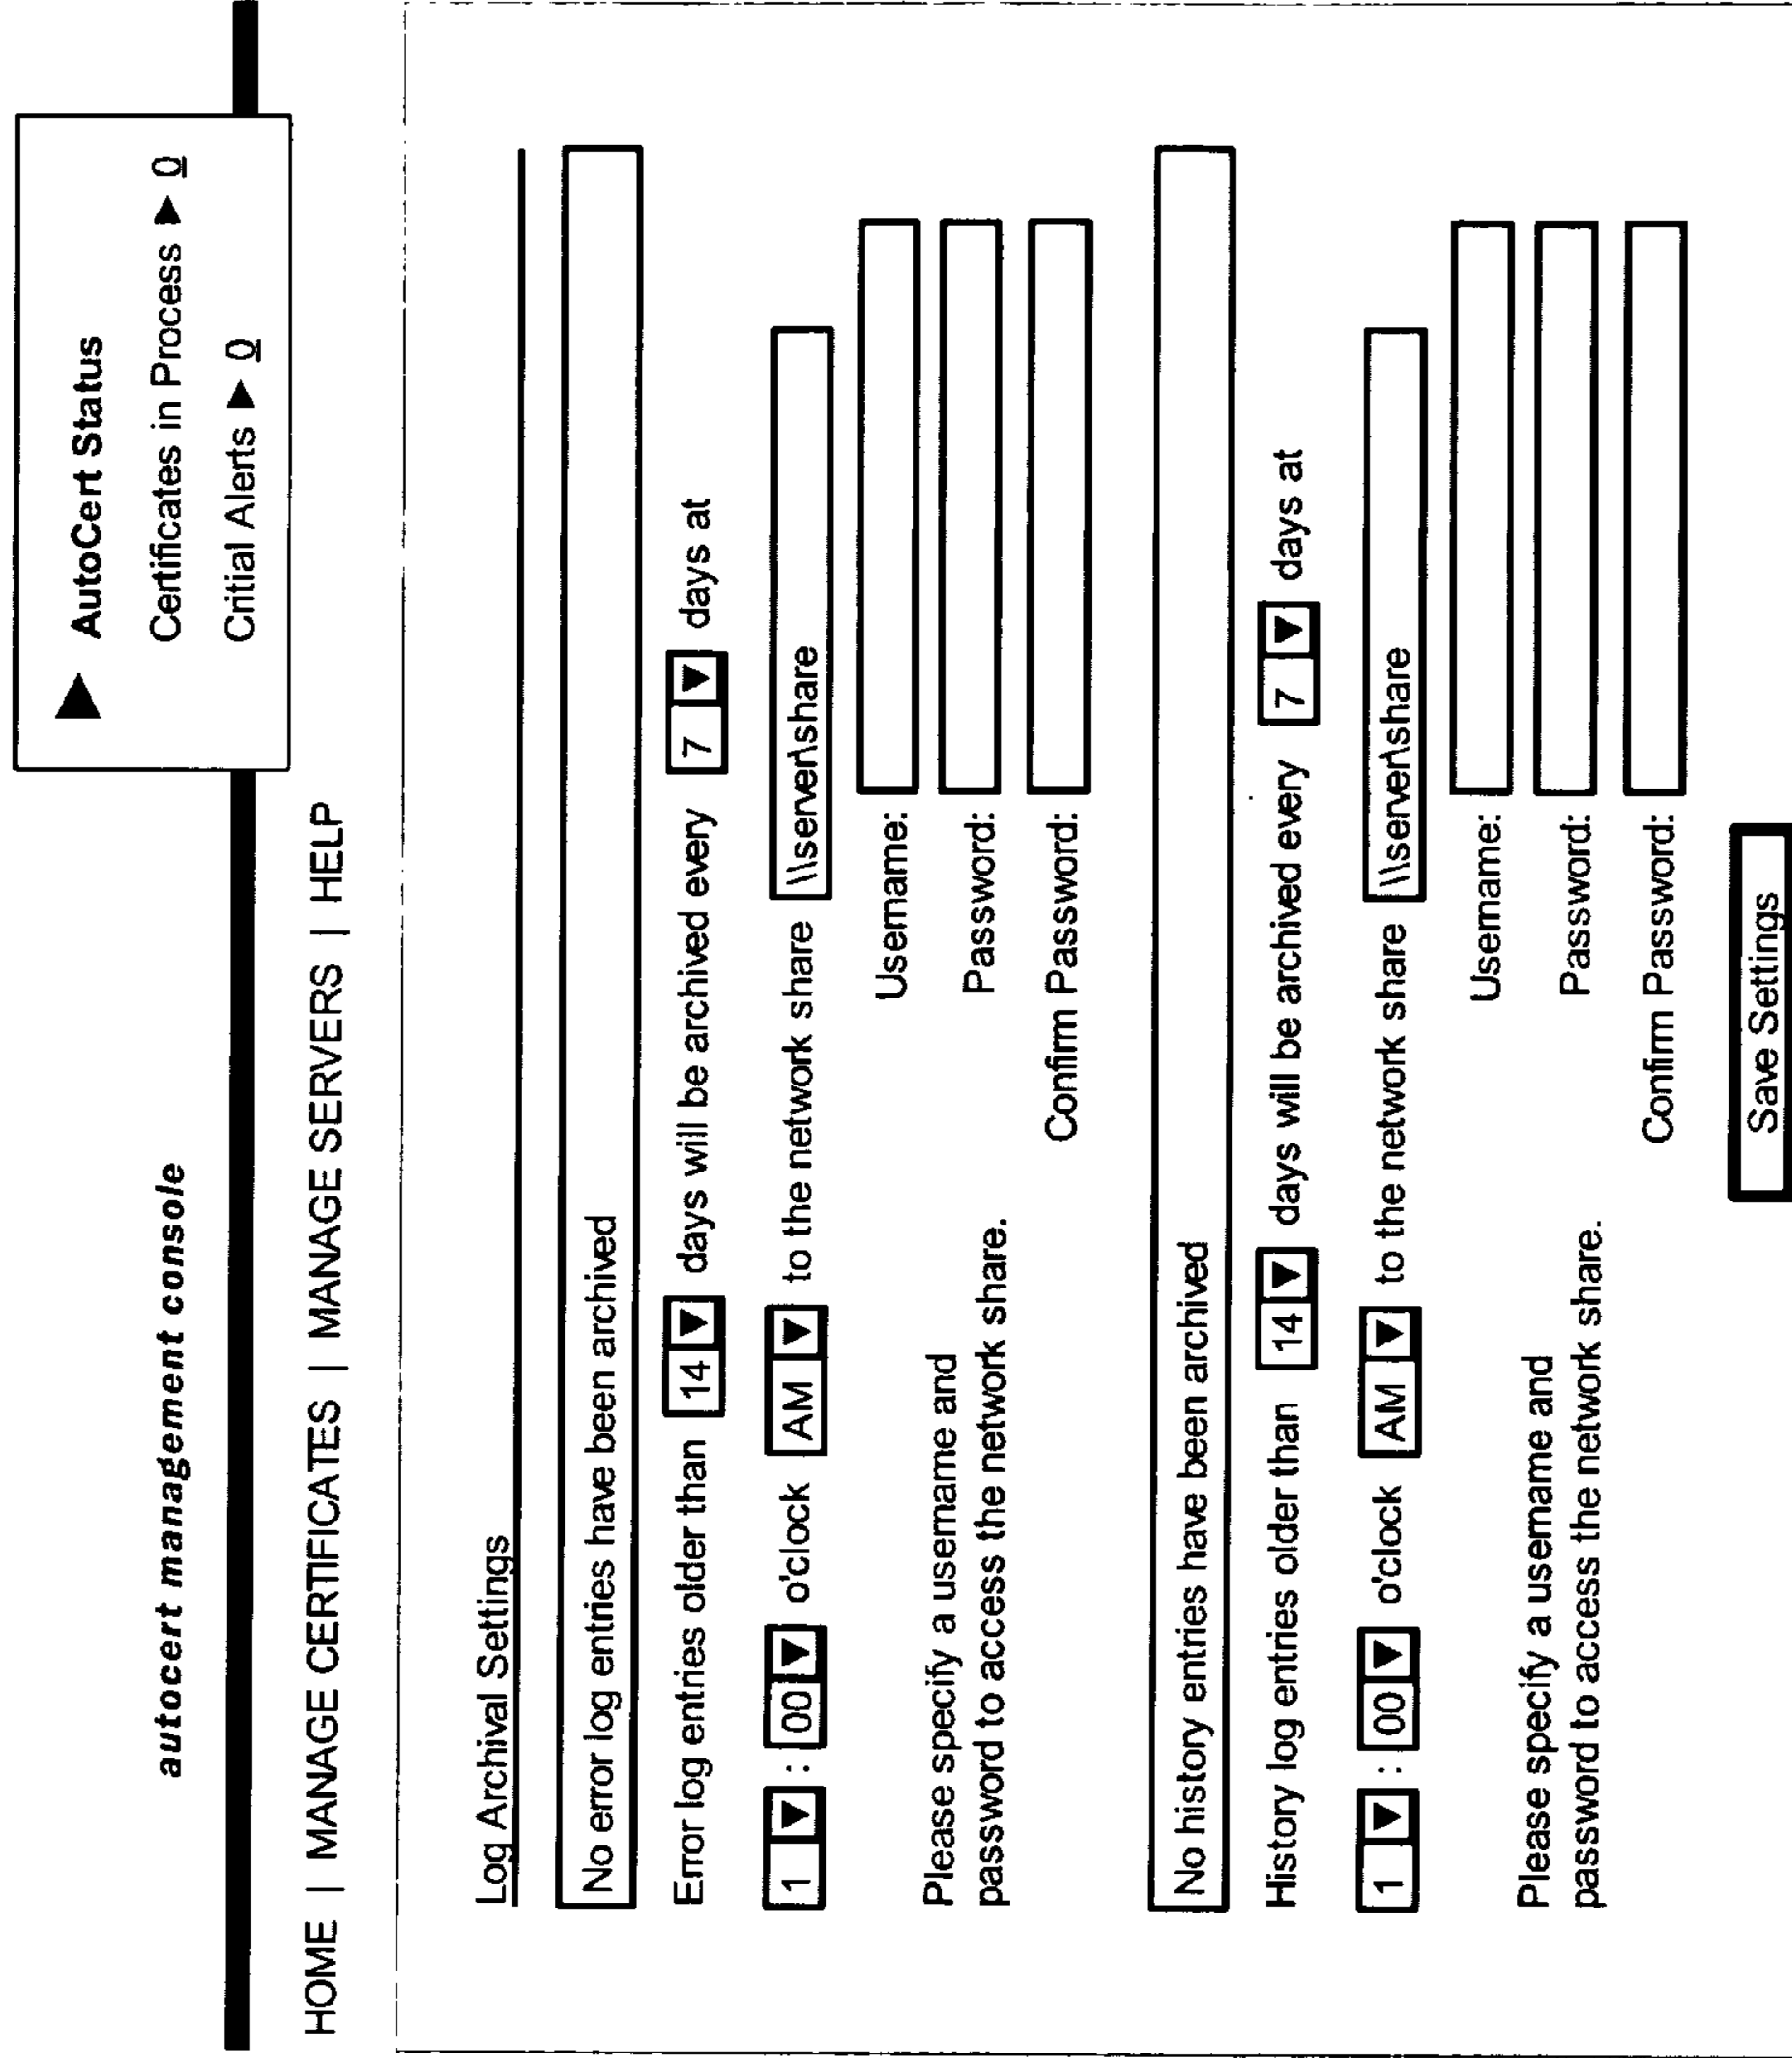 autocert management console
AutoCert Status
Certificates in Process ▶ 0
Critial Alerts ▶ 0
HOME | MANAGE CERTIFICATES | MANAGE SERVERS | HELP
Log Archival Settings
No error log entries have been archived
Error log entries older than 14 days will be archived every 7 days at
1 : 00 o'clock AM to the network share \\server\share
Please specify a username and
password to access the network share.
Username:
Password:
Confirm Password:
No history entries have been archived
History log entries older than 14 days will be archived every 7 days at
1 : 00 o'clock AM to the network share \\server\share
Please specify a username and
password to access the network share.
Username:
Password:
Confirm Password:
Save Settings